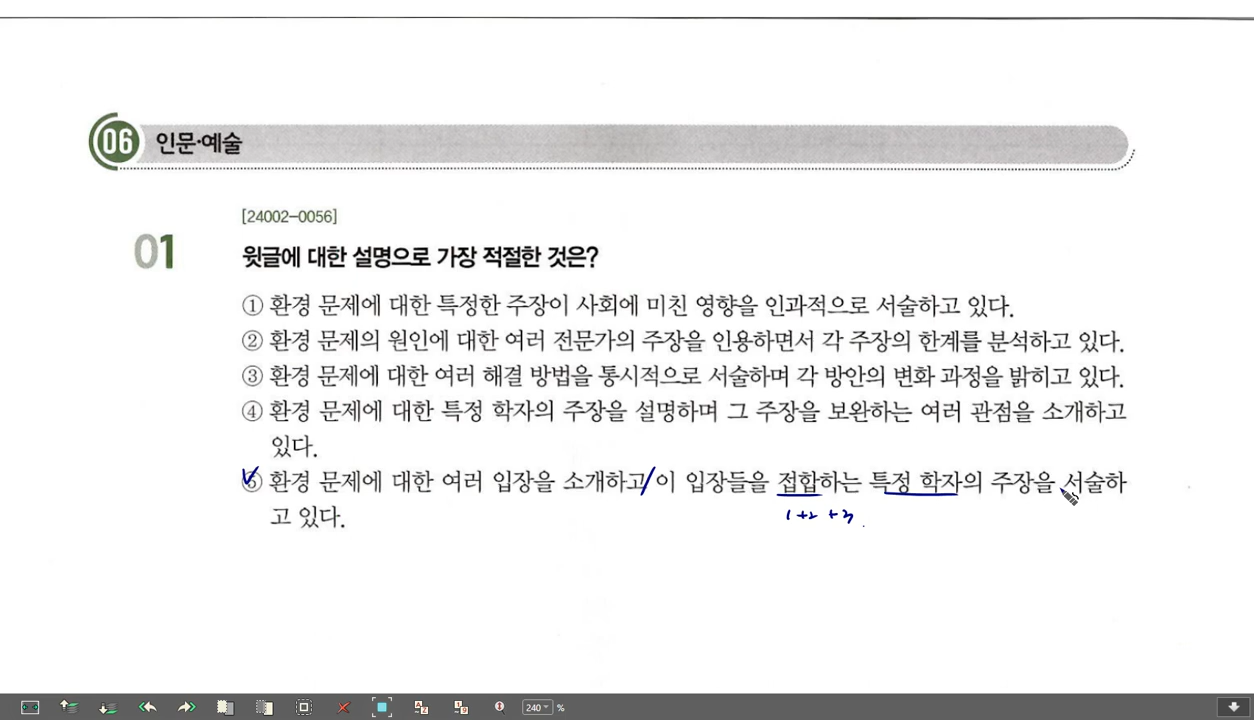 06 인문·예술
[24002-0056]
01 윗글에 대한 설명으로 가장 적절한 것은?
① 환경 문제에 대한 특정한 주장이 사회에 미친 영향을 인과적으로 서술하고 있다.
② 환경 문제의 원인에 대한 여러 전문가의 주장을 인용하면서 각 주장의 한계를 분석하고 있다.
③ 환경 문제에 대한 여러 해결 방법을 통시적으로 서술하며 각 방안의 변화 과정을 밝히고 있다.
④ 환경 문제에 대한 특정 학자의 주장을 설명하며 그 주장을 보완하는 여러 관점을 소개하고
있다.
⑤ 환경 문제에 대한 여러 입장을 소개하고 이 입장들을 접합하는 특정 학자의 주장을 서술하
고 있다.
1+2+3
240 %